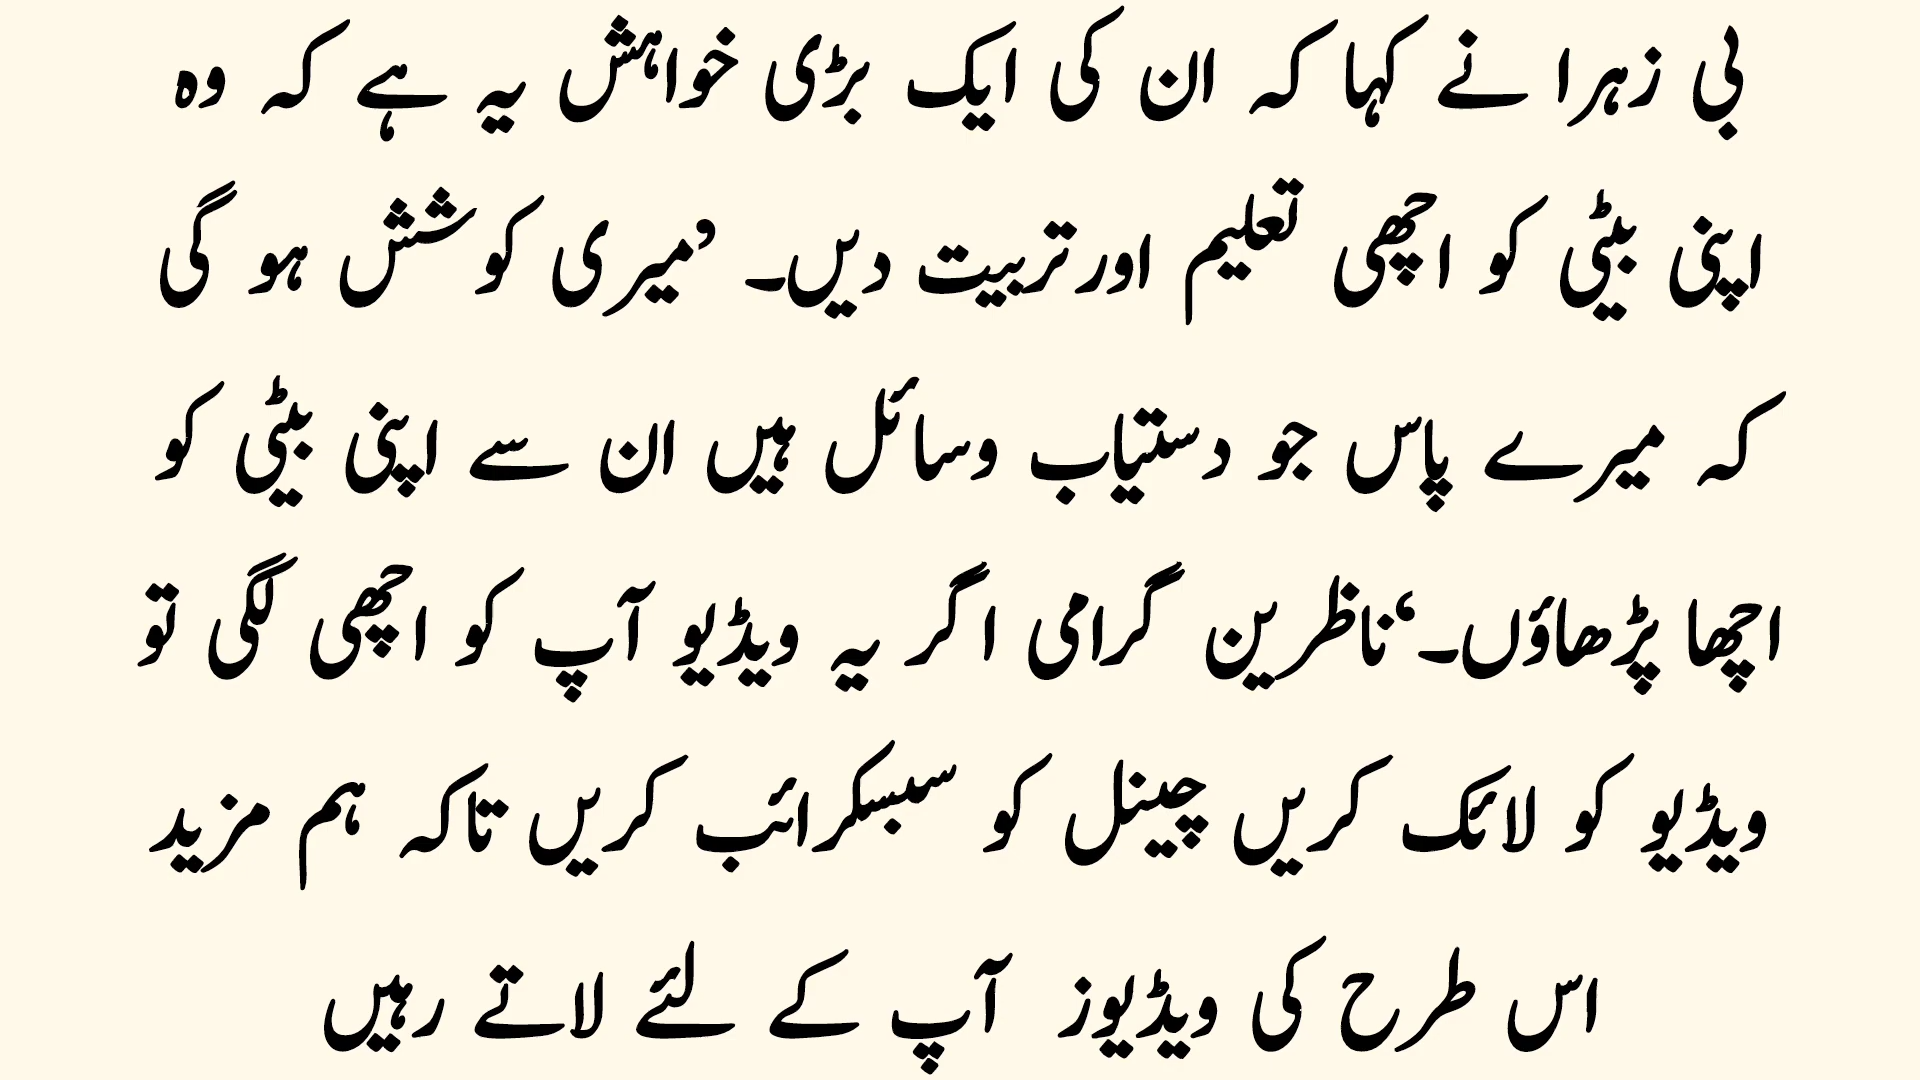 بی زہرا نے کہا کہ ان کی ایک بڑی خواہش یہ ہے کہ وہ
اپنی بیٹی کو اچھی تعلیم اورتربیت دیں۔ ’میری کوشش ہو گی
کہ میرے پاس جو دستیاب وسائل ہیں ان سے اپنی بیٹی کو
اچھا پڑھاؤں۔‘ناظرین گرامی اگر یہ ویڈیو آپ کو اچھی لگی تو
ویڈیو کو لائک کریں چینل کو سبسکرائب کریں تاکہ ہم مزید
اس طرح کی ویڈیوز آپ کے لئے لاتے رہیں